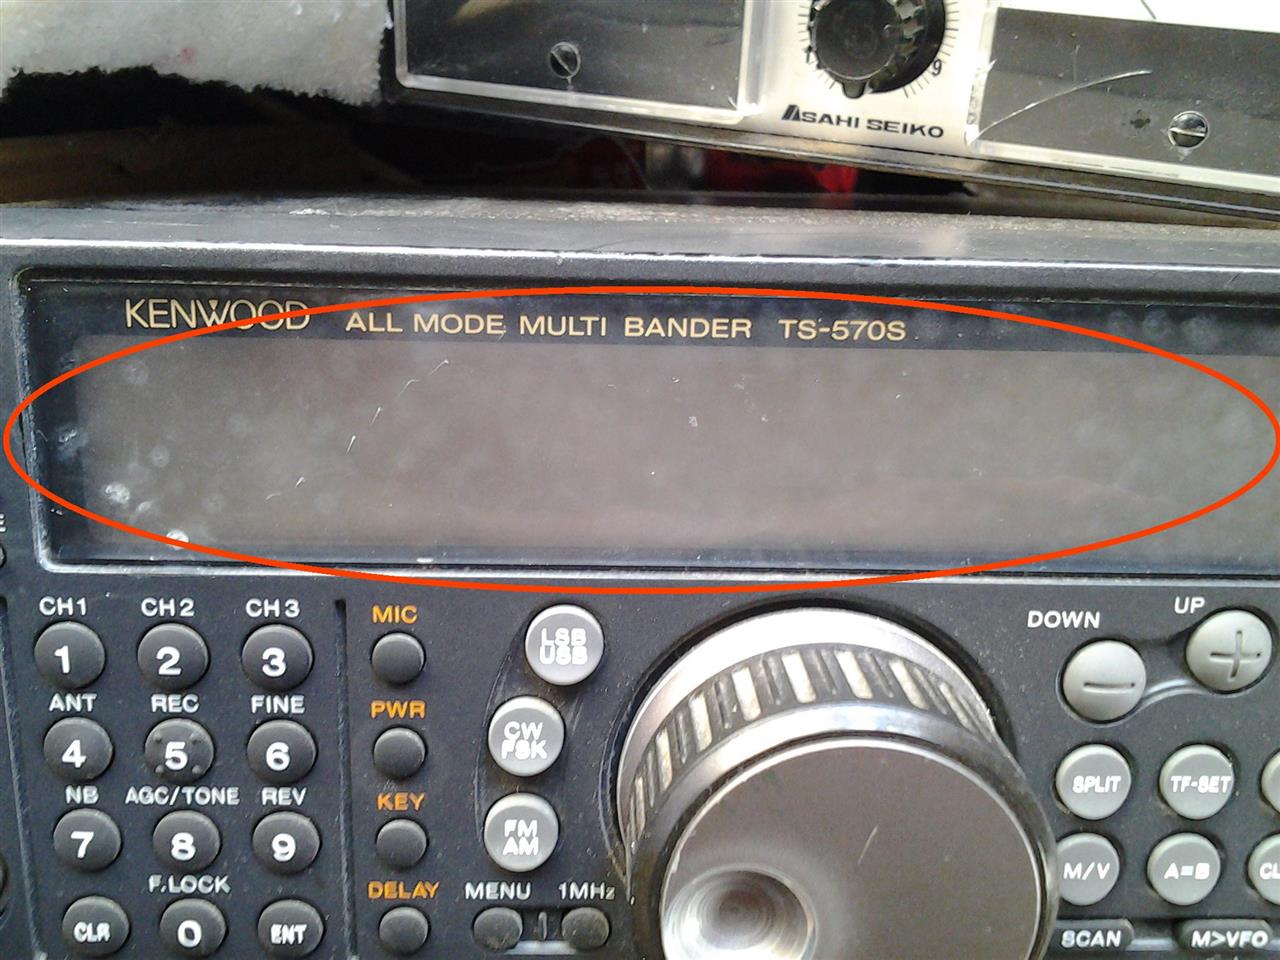 9
ASAHI SEIKO
KENWOOD ALL MODE MULTI BANDER TS-570S
CH1 CH2 CH3
MIC
LSB
USB
DOWN
UP
1 2 3
ANT REC FINE
PWR
CW
FSK
4 5 6
SPLIT TF-SET
NB AGC/TONE REV
KEY
FM
AM
7 8 9
M/V A=B
F.LOCK
DELAY MENU 1MHz
CLR 0 ENT
SCAN M>VFO